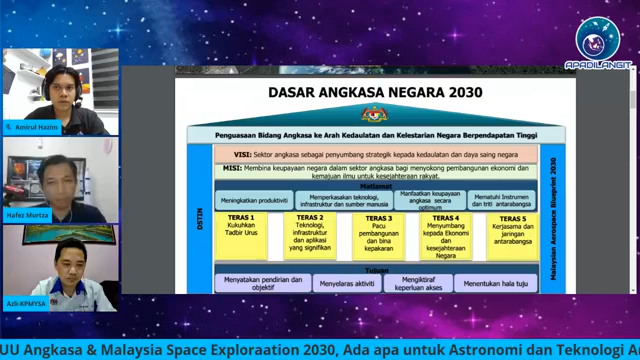 APADILANGIT
DASAR ANGKASA NEGARA 2030
Penguasaan Bidang Angkasa ke Arah Kedaulatan dan Kelestarian Negara Berpendapatan Tinggi
VISI: Sektor angkasa sebagai penyumbang strategik kepada kedaulatan dan daya saing negara
MISI: Membina keupayaan negara dalam sektor angkasa bagi menyokong pembangunan ekonomi dan
kemajuan ilmu untuk kesejahteraan rakyat.
Matlamat
Meningkatkan produktiviti
Memperkasakan teknologi,
infrastruktur dan sumber manusia
Manfaatkan keupayaan
angkasa secara
optimum
Mematuhi Instrumen
dan triti antarabangsa
TERAS 1
Kukuhkan
Tadbir Urus
TERAS 2
Teknologi,
infrastruktur
dan aplikasi
yang signifikan
TERAS 3
Pacu
pembangunan
dan bina
kepakaran
TERAS 4
Menyumbang
kepada Ekonomi
dan
kesejahteraan
Negara
TERAS 5
Kerjasama dan
jaringan
antarabangsa
Tujuan
Menyatakan pendirian dan
objektif
Menyelaras aktiviti
Mengiktiraf
keperluan akses
Menentukan hala tuju
DSTIN
Malaysian Aerospace Blueprint 2030
Amirul Hazim
Hafez Murtza
Azli-KPMYSA
UU Angkasa & Malaysia Space Exploraation 2030, Ada apa untuk Astronomi dan Teknologi A